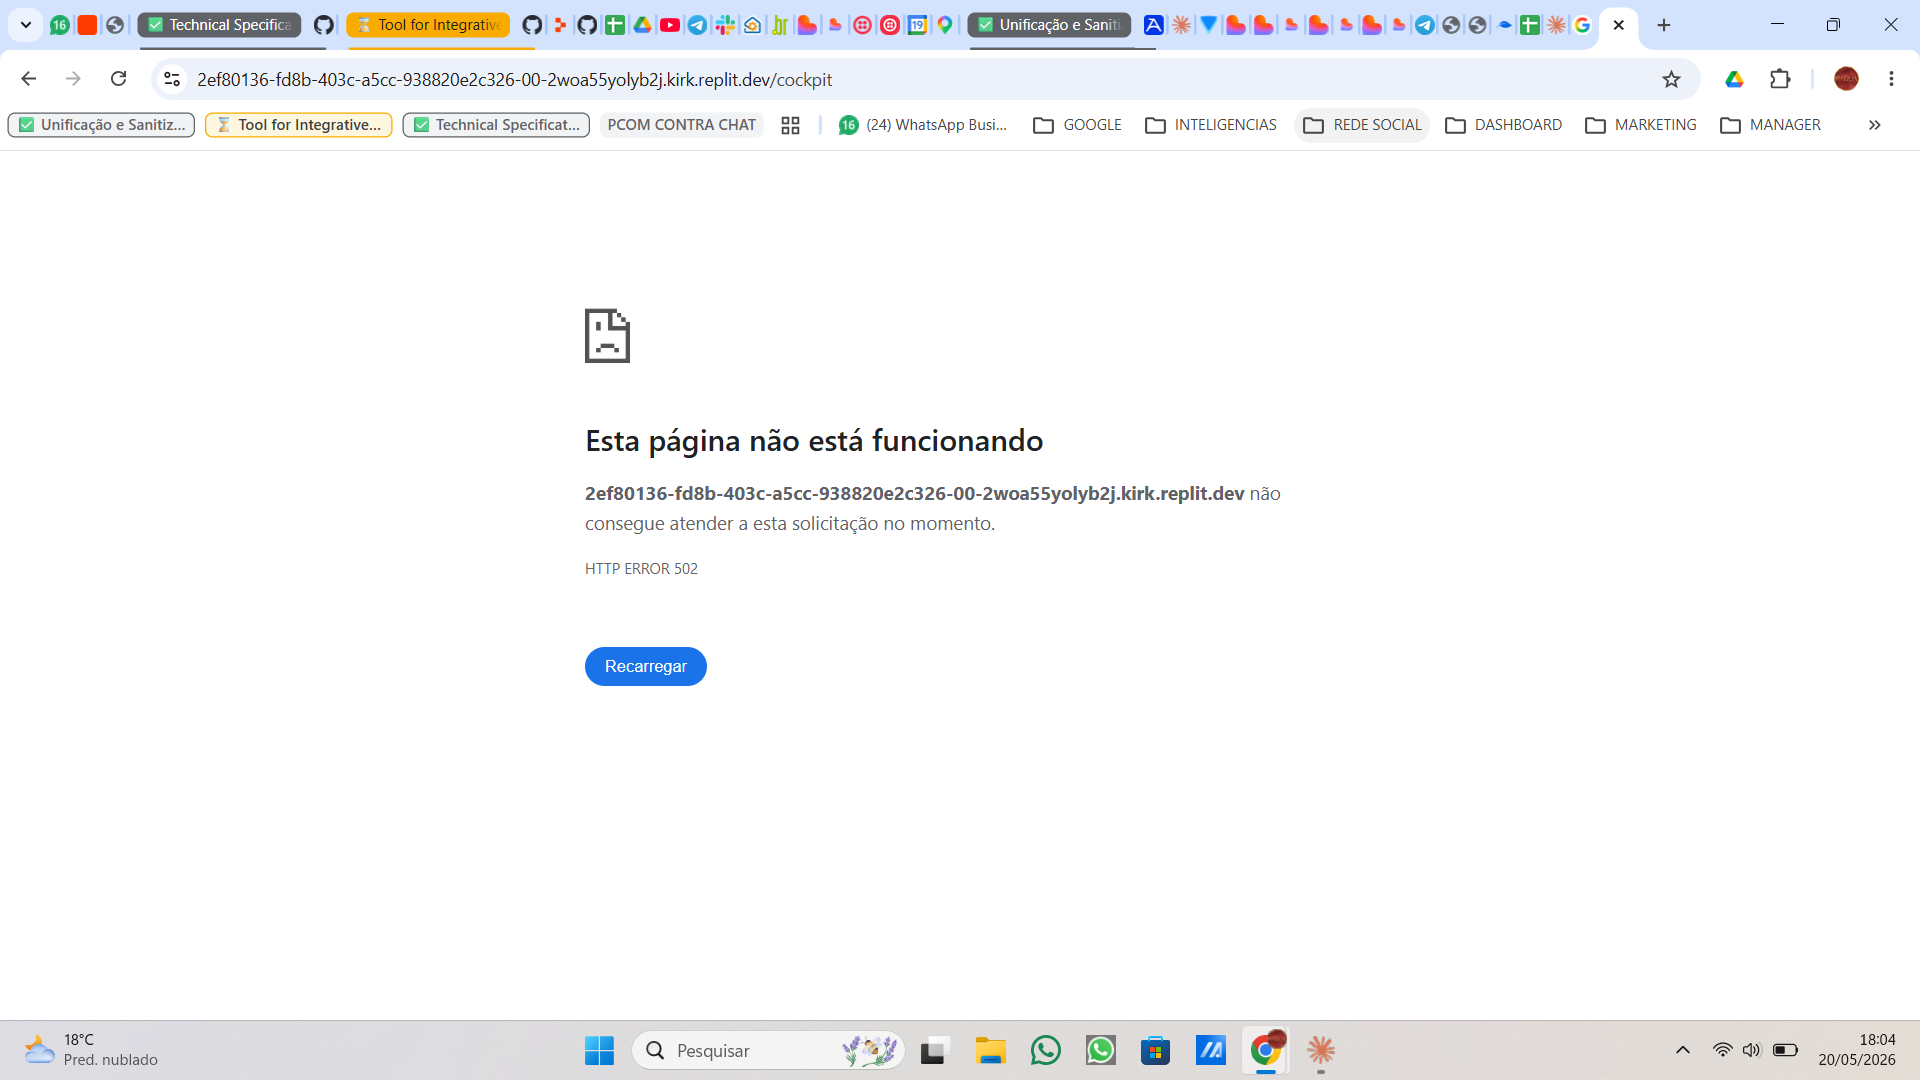 16
Technical Specifica
Tool for Integrative
19
Unificação e Saniti
2ef80136-fd8b-403c-a5cc-938820e2c326-00-2woa55yolyb2j.kirk.replit.dev/cockpit
Unificação e Sanitiz...
Tool for Integrative...
Technical Specificat...
PCOM CONTRA CHAT
16
(24) WhatsApp Busi...
GOOGLE
INTELIGENCIAS
REDE SOCIAL
DASHBOARD
MARKETING
MANAGER
Esta página não está funcionando
2ef80136-fd8b-403c-a5cc-938820e2c326-00-2woa55yolyb2j.kirk.replit.dev não
consegue atender a esta solicitação no momento.
HTTP ERROR 502
Recarregar
18°C
Pred. nublado
Pesquisar
18:04
20/05/2026